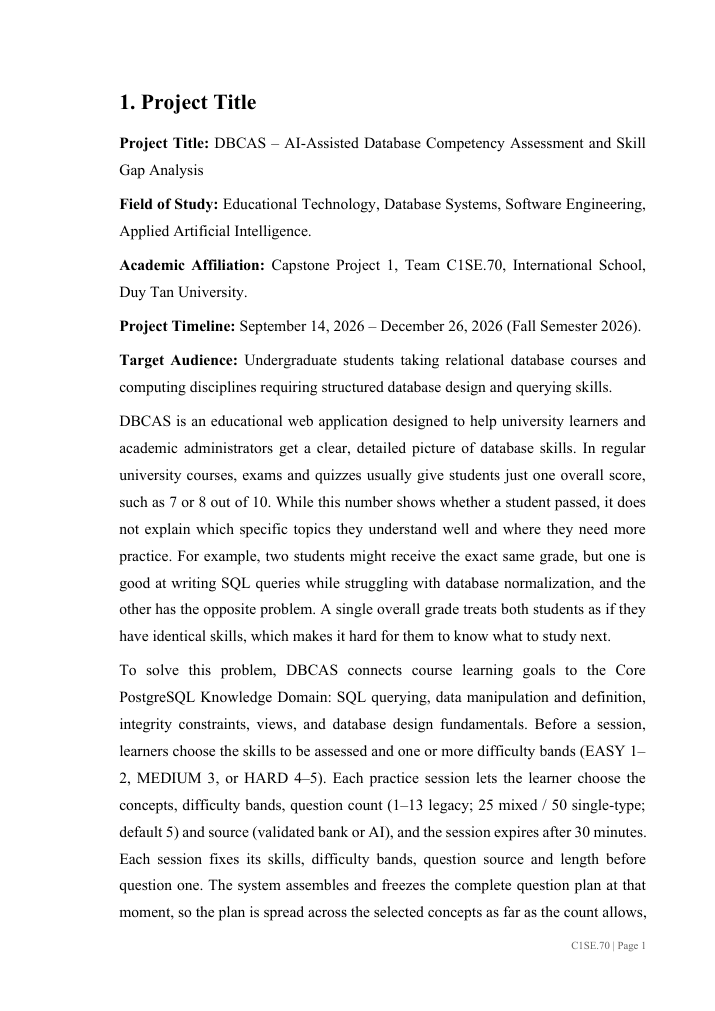 1. Project Title
Project Title: DBCAS – AI-Assisted Database Competency Assessment and Skill
Gap Analysis
Field of Study: Educational Technology, Database Systems, Software Engineering,
Applied Artificial Intelligence.
Academic Affiliation: Capstone Project 1, Team C1SE.70, International School,
Duy Tan University.
Project Timeline: September 14, 2026 – December 26, 2026 (Fall Semester 2026).
Target Audience: Undergraduate students taking relational database courses and
computing disciplines requiring structured database design and querying skills.
DBCAS is an educational web application designed to help university learners and
academic administrators get a clear, detailed picture of database skills. In regular
university courses, exams and quizzes usually give students just one overall score,
such as 7 or 8 out of 10. While this number shows whether a student passed, it does
not explain which specific topics they understand well and where they need more
practice. For example, two students might receive the exact same grade, but one is
good at writing SQL queries while struggling with database normalization, and the
other has the opposite problem. A single overall grade treats both students as if they
have identical skills, which makes it hard for them to know what to study next.
To solve this problem, DBCAS connects course learning goals to the Core
PostgreSQL Knowledge Domain: SQL querying, data manipulation and definition,
integrity constraints, views, and database design fundamentals. Before a session,
learners choose the skills to be assessed and one or more difficulty bands (EASY 1–
2, MEDIUM 3, or HARD 4–5). Each practice session lets the learner choose the
concepts, difficulty bands, question count (1–13 legacy; 25 mixed / 50 single-type;
default 5) and source (validated bank or AI), and the session expires after 30 minutes.
Each session fixes its skills, difficulty bands, question source and length before
question one. The system assembles and freezes the complete question plan at that
moment, so the plan is spread across the selected concepts as far as the count allows,
C1SE.70 | Page 1